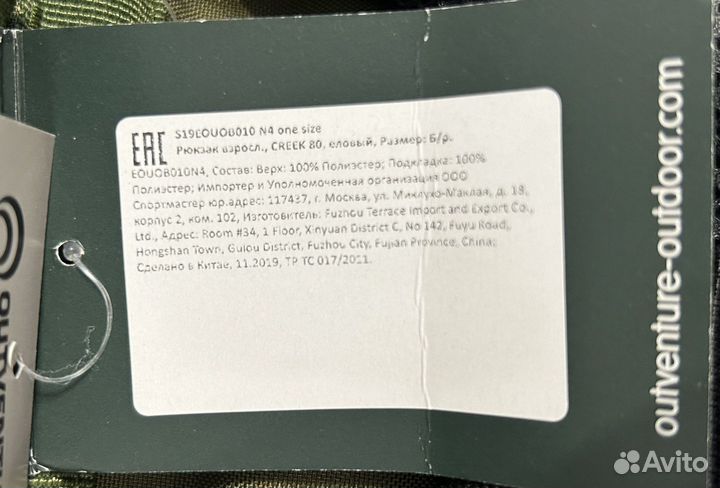 EAC
S19EOUOB010 N4 one size
Рюкзак взросл., CREEK 80, еловый, Размер: б/р.
EOUOB010N4, Состав: Верх: 100% Полиэстер; Подкладка: 100%
Полиэстер; Импортер и Уполномоченная организация ООО
Спортмастер юр.адрес: 117437, г. Москва, ул. Миклухо-Маклая, д. 18,
корпус 2, ком. 102, Изготовитель: Fuzhou Terrace Import and Export Co.,
Ltd., Адрес: Room #34, 1 Floor, Xinyuan District C, No 142, Fuyu Road,
Hongshan Town, Gulou District, Fuzhou City, Fujian Province, China;
Сделано в Китае, 11.2019, ТР ТС 017/2011.
outventure-outdoor.com
OUTVENT
Avito